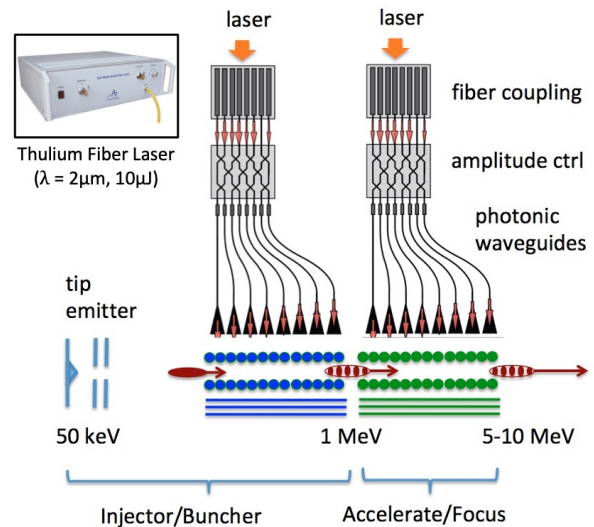 laser
laser
fiber coupling
amplitude ctrl
photonic
waveguides
Thulium Fiber Laser
(λ = 2μm, 10μJ)
tip
emitter
50 keV
1 MeV
5-10 MeV
Injector/Buncher
Accelerate/Focus